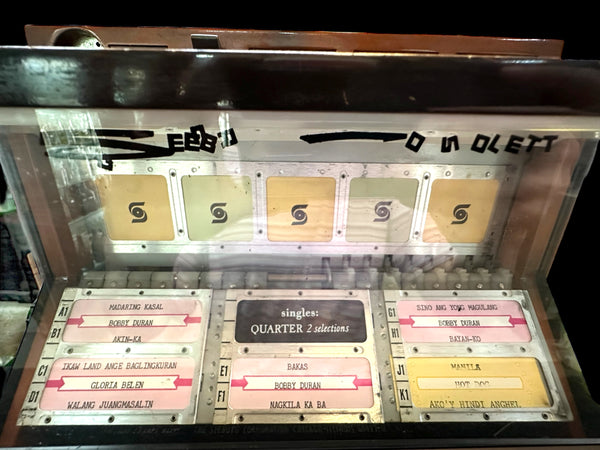 SEEB
CONSOLETT
A1
MADARING KASAL
BOBBY DURAN
B1
AKIN-KA
singles:
QUARTER 2 selections
G1
SINO ANG YONG MAGULANG
BOBBY DURAN
H1
BAYAN-KO
C1
IKAW LAND ANGE BAGLINGKURAN
GLORIA BELEN
D1
WALANG JUANGMASALIN
E1
BAKAS
BOBBY DURAN
F1
NAGKILA KA BA
J1
MANILA
HOT DOG
K1
AKO'Y HINDI ANGHEL